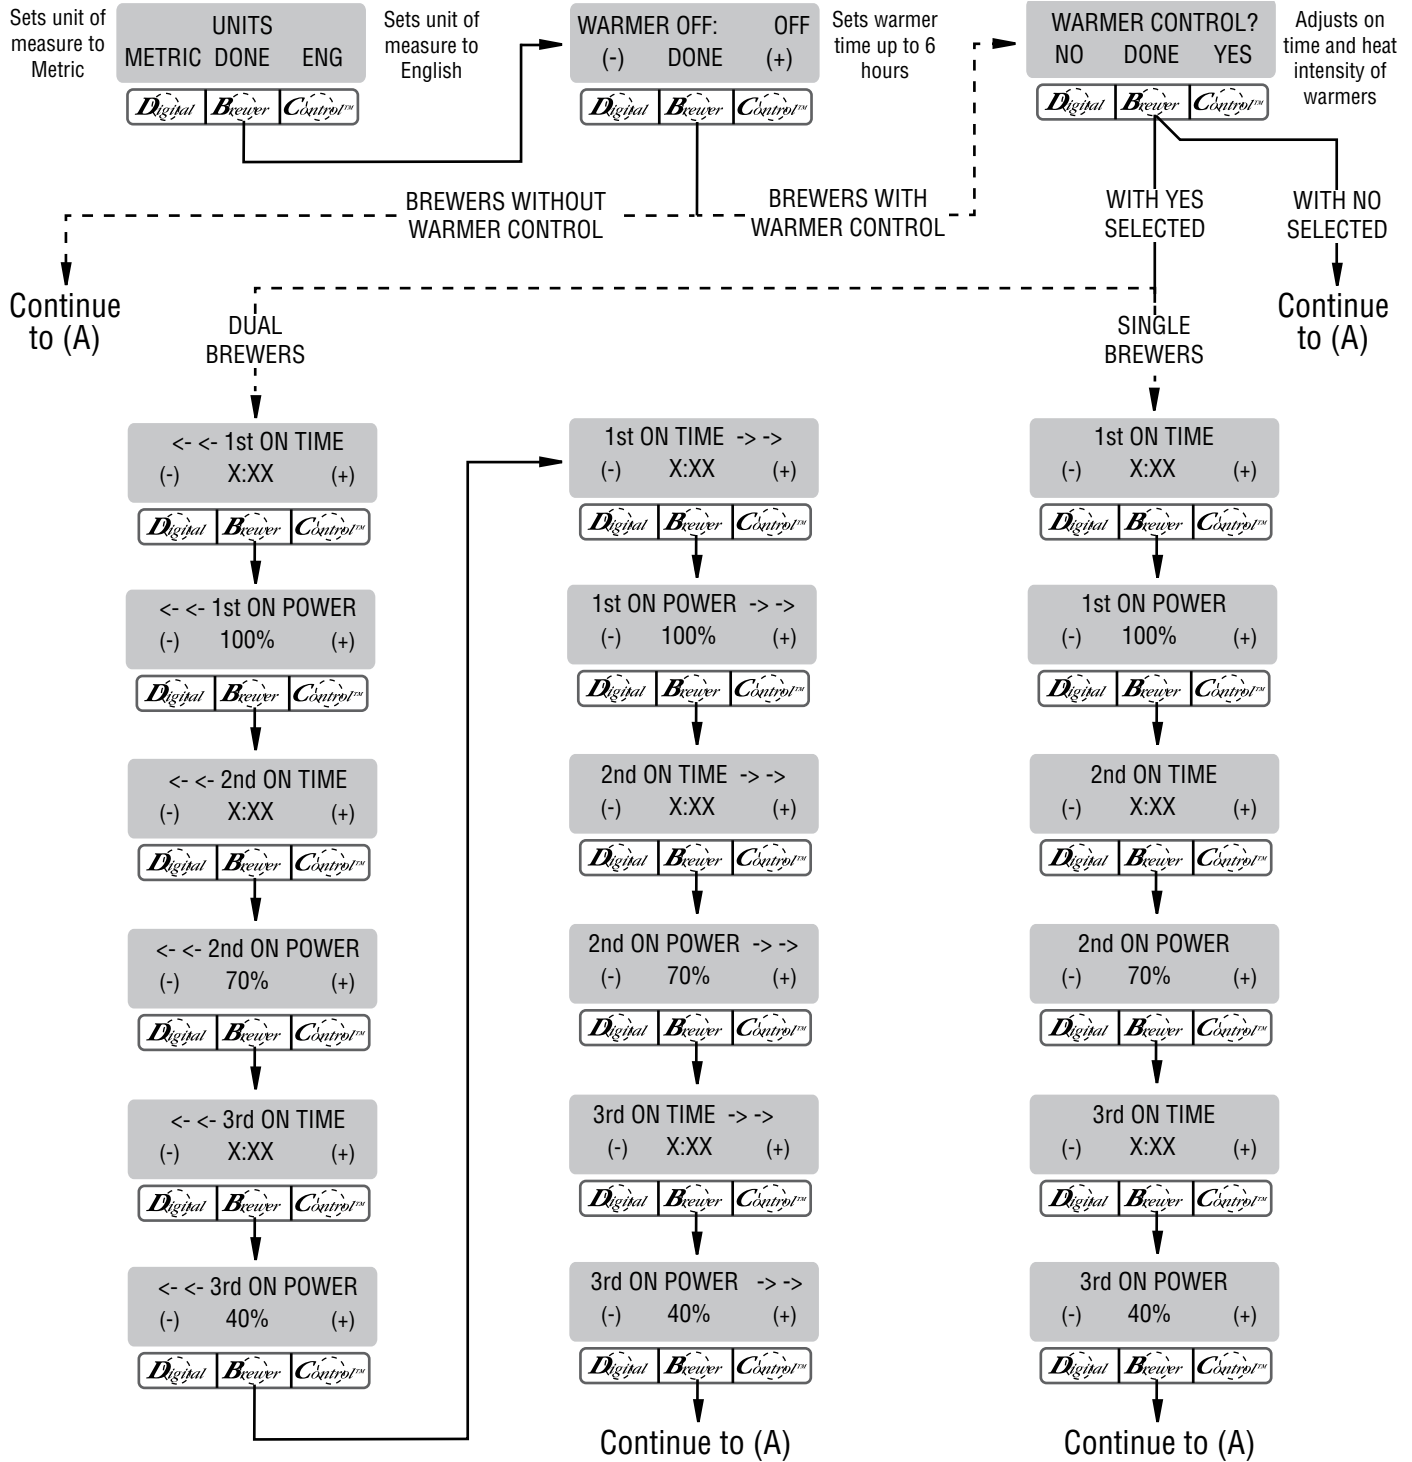 Sets unit of
measure to
Metric
UNITS
METRIC DONE ENG
Digital Brewer Control™
Sets unit of
measure to
English
WARMER OFF: OFF
(-) DONE (+)
Digital Brewer Control™
Sets warmer
time up to 6
hours
WARMER CONTROL?
NO DONE YES
Digital Brewer Control™
Adjusts on
time and heat
intensity of
warmers
BREWERS WITHOUT
WARMER CONTROL
BREWERS WITH
WARMER CONTROL
WITH YES
SELECTED
WITH NO
SELECTED
Continue
to (A)
Continue
to (A)
DUAL
BREWERS
SINGLE
BREWERS
<- <- 1st ON TIME
(-) X:XX (+)
Digital Brewer Control™
<- <- 1st ON POWER
(-) 100% (+)
Digital Brewer Control™
<- <- 2nd ON TIME
(-) X:XX (+)
Digital Brewer Control™
<- <- 2nd ON POWER
(-) 70% (+)
Digital Brewer Control™
<- <- 3rd ON TIME
(-) X:XX (+)
Digital Brewer Control™
<- <- 3rd ON POWER
(-) 40% (+)
Digital Brewer Control™
1st ON TIME -> ->
(-) X:XX (+)
Digital Brewer Control™
1st ON POWER -> ->
(-) 100% (+)
Digital Brewer Control™
2nd ON TIME -> ->
(-) X:XX (+)
Digital Brewer Control™
2nd ON POWER -> ->
(-) 70% (+)
Digital Brewer Control™
3rd ON TIME -> ->
(-) X:XX (+)
Digital Brewer Control™
3rd ON POWER -> ->
(-) 40% (+)
Digital Brewer Control™
Continue to (A)
1st ON TIME
(-) X:XX (+)
Digital Brewer Control™
1st ON POWER
(-) 100% (+)
Digital Brewer Control™
2nd ON TIME
(-) X:XX (+)
Digital Brewer Control™
2nd ON POWER
(-) 70% (+)
Digital Brewer Control™
3rd ON TIME
(-) X:XX (+)
Digital Brewer Control™
3rd ON POWER
(-) 40% (+)
Digital Brewer Control™
Continue to (A)